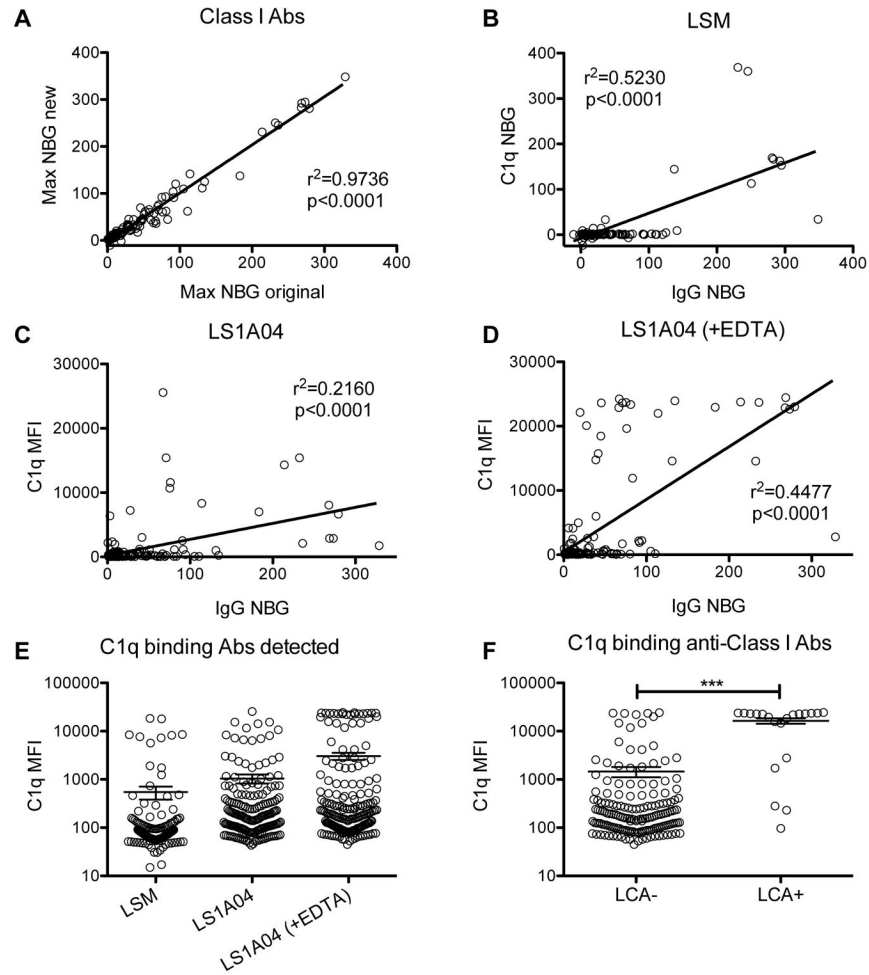 A
Class I Abs
Max NBG new
400
300
200
100
0
r²=0.9736
p<0.0001
0 100 200 300 400
Max NBG original
B
LSM
C1q NBG
400
300
200
100
0
r²=0.5230
p<0.0001
0 100 200 300 400
IgG NBG
C
LS1A04
C1q MFI
30000
20000
10000
0
r²=0.2160
p<0.0001
0 100 200 300
IgG NBG
D
LS1A04 (+EDTA)
C1q MFI
30000
20000
10000
0
r²=0.4477
p<0.0001
0 100 200 300
IgG NBG
E
C1q binding Abs detected
C1q MFI
100000
10000
1000
100
10
LSM
LS1A04
LS1A04 (+EDTA)
F
C1q binding anti-Class I Abs
C1q MFI
100000
10000
1000
100
10
***
LCA-
LCA+